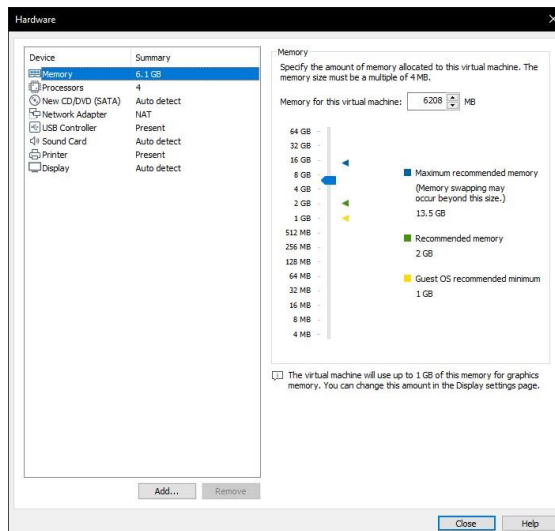 Hardware
Device Summary
Memory 6.1 GB
Processors 4
New CD/DVD (SATA) Auto detect
Network Adapter NAT
USB Controller Present
Sound Card Auto detect
Printer Present
Display Auto detect
Add... Remove
Memory
Specify the amount of memory allocated to this virtual machine. The
memory size must be a multiple of 4 MB.
Memory for this virtual machine: 6208 MB
64 GB
32 GB
16 GB
8 GB
4 GB
2 GB
1 GB
512 MB
256 MB
128 MB
64 MB
32 MB
16 MB
8 MB
4 MB
Maximum recommended memory
(Memory swapping may
occur beyond this size.)
13.5 GB
Recommended memory
2 GB
Guest OS recommended minimum
1 GB
The virtual machine will use up to 1 GB of this memory for graphics
memory. You can change this amount in the Display settings page.
Close Help